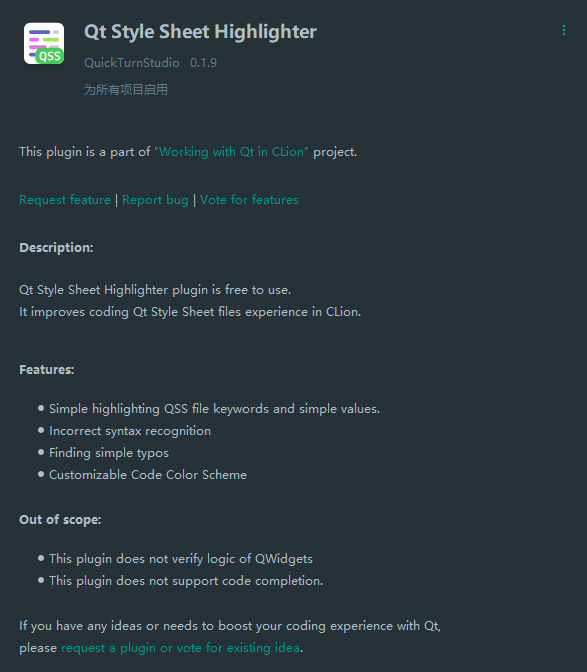 QSS
Qt Style Sheet Highlighter
QuickTurnStudio 0.1.9
为所有项目启用
This plugin is a part of "Working with Qt in CLion" project.
Request feature | Report bug | Vote for features
Description:
Qt Style Sheet Highlighter plugin is free to use.
It improves coding Qt Style Sheet files experience in CLion.
Features:
• Simple highlighting QSS file keywords and simple values.
• Incorrect syntax recognition
• Finding simple typos
• Customizable Code Color Scheme
Out of scope:
• This plugin does not verify logic of QWidgets
• This plugin does not support code completion.
If you have any ideas or needs to boost your coding experience with Qt,
please request a plugin or vote for existing idea.